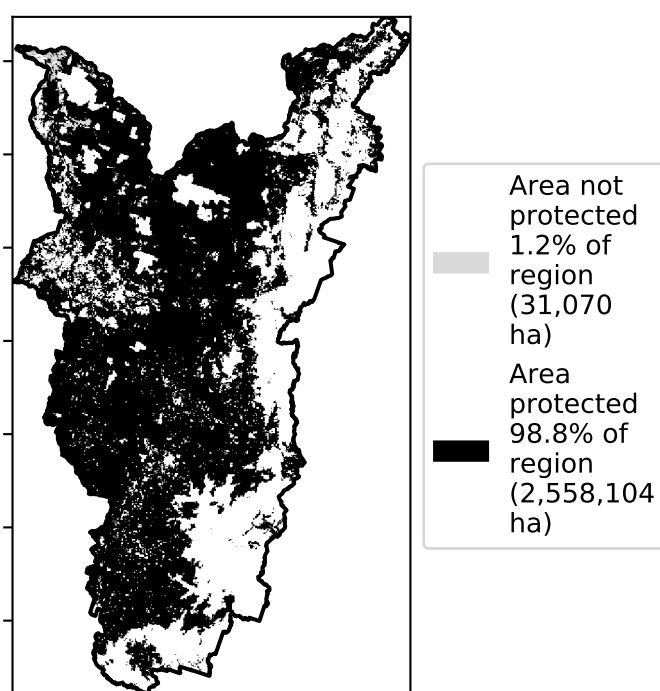 Area not
protected
1.2% of
region
(31,070
ha)
Area
protected
98.8% of
region
(2,558,104
ha)